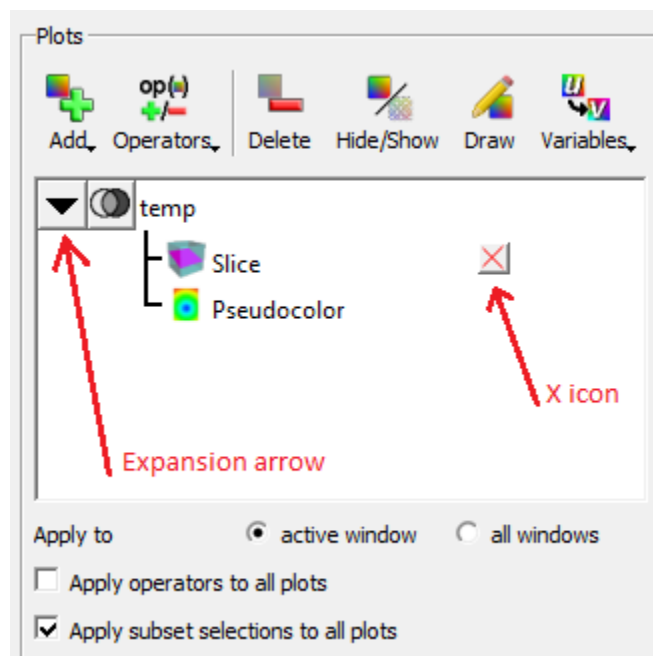 Plots
op(=)
+/-
U
V
Add Operators Delete Hide/Show Draw Variables
temp
Slice
Pseudocolor
X icon
Expansion arrow
Apply to active window all windows
Apply operators to all plots
Apply subset selections to all plots